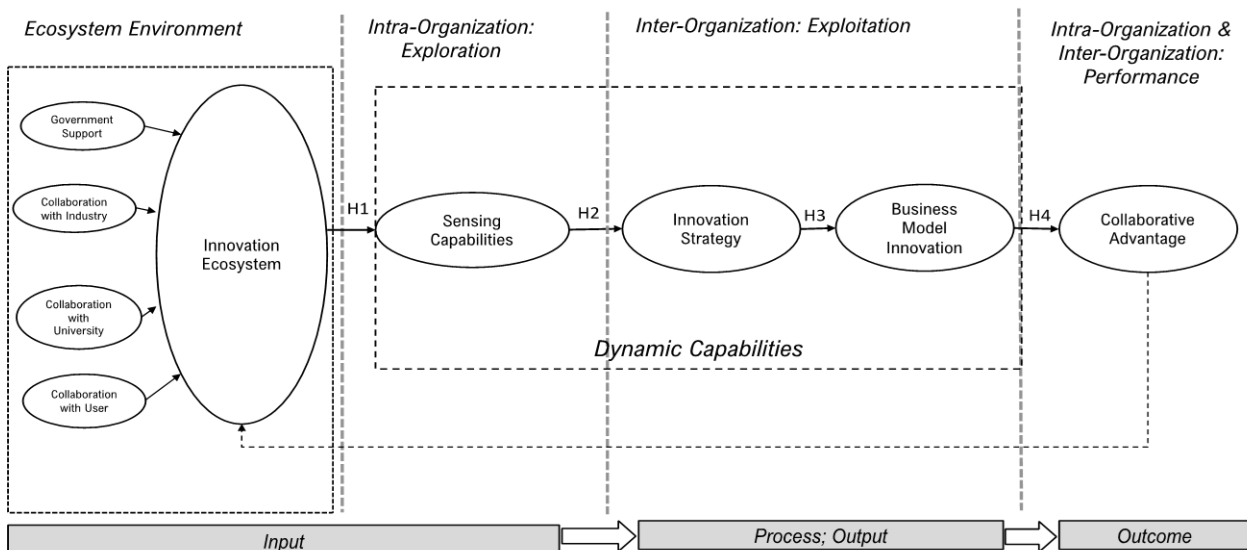 Ecosystem Environment
Intra-Organization:
Exploration
Inter-Organization: Exploitation
Intra-Organization &
Inter-Organization:
Performance
Government
Support
Collaboration
with Industry
Collaboration
with
University
Collaboration
with User
Innovation
Ecosystem
H1
Sensing
Capabilities
H2
Innovation
Strategy
H3
Business
Model
Innovation
H4
Collaborative
Advantage
Dynamic Capabilities
Input
Process; Output
Outcome